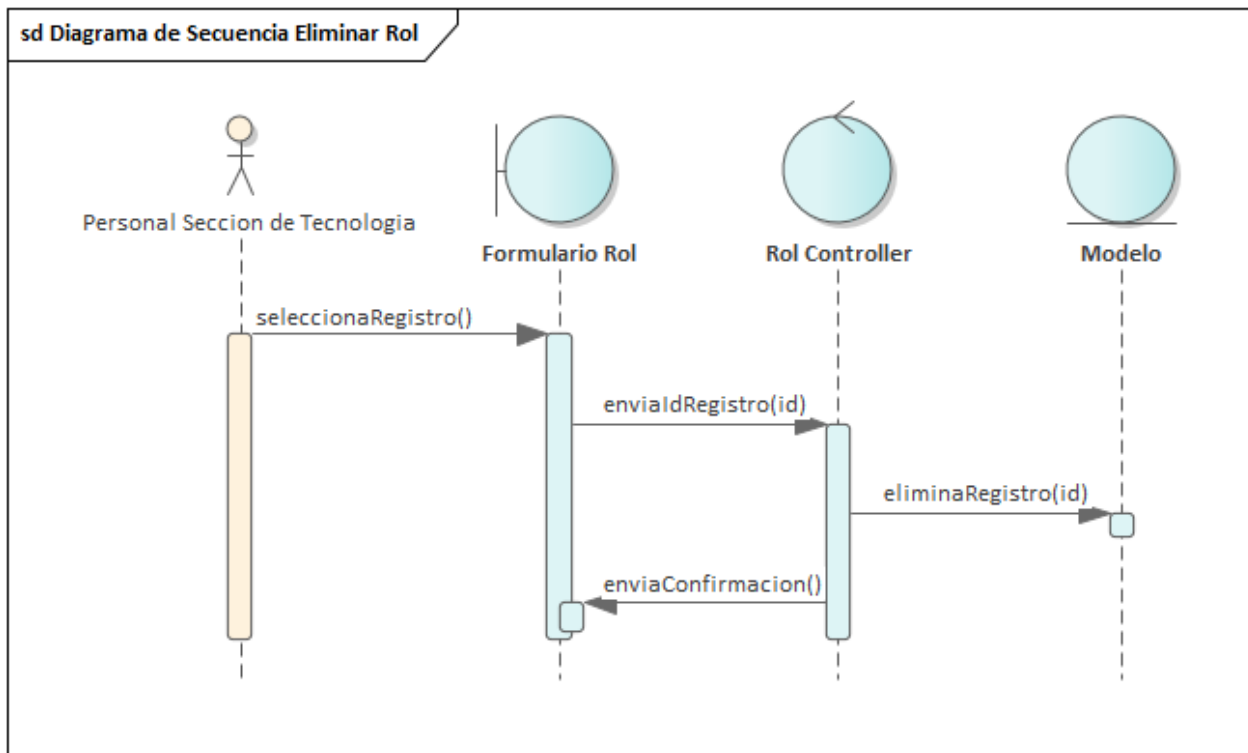 sd Diagrama de Secuencia Eliminar Rol
Personal Seccion de Tecnologia
Formulario Rol
Rol Controller
Modelo
seleccionaRegistro()
enviaIdRegistro(id)
eliminaRegistro(id)
enviaConfirmacion()